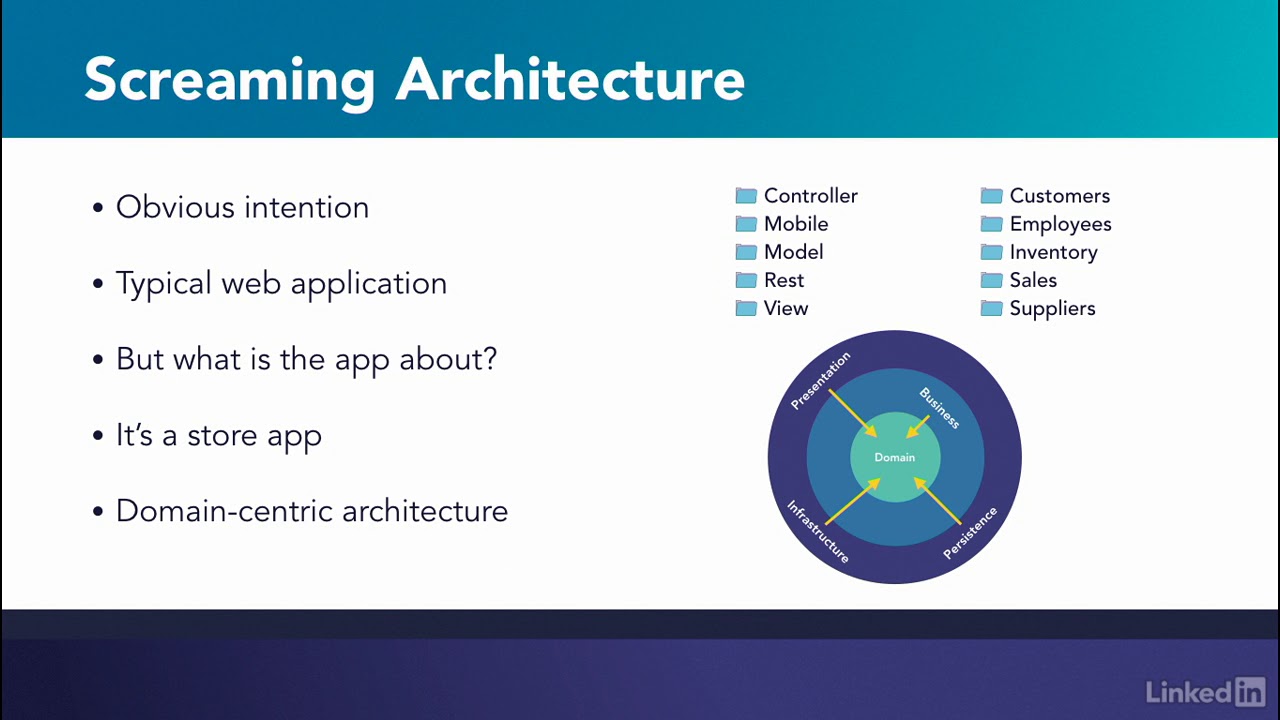 Screaming Architecture
• Obvious intention
• Typical web application
• But what is the app about?
• It’s a store app
• Domain-centric architecture
Controller
Mobile
Model
Rest
View
Customers
Employees
Inventory
Sales
Suppliers
Presentation
Business
Domain
Infrastructure
Persistence
Linked in